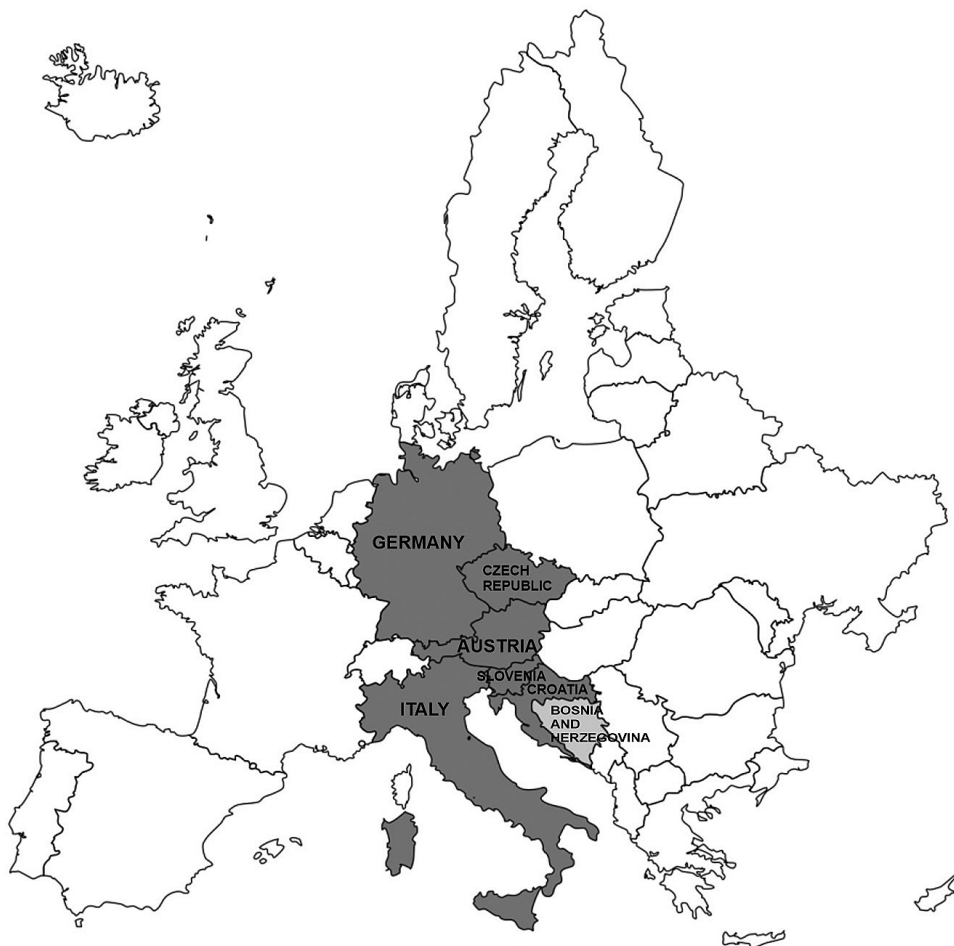 GERMANY
CZECH
REPUBLIC
AUSTRIA
SLOVENIA
CROATIA
ITALY
BOSNIA
AND
HERZEGOVINA